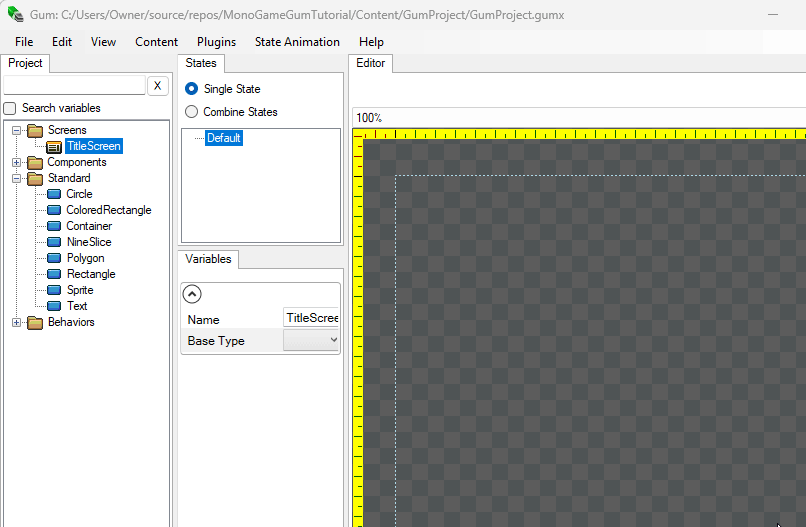 Gum: C:/Users/Owner/source/repos/MonoGameGumTutorial/Content/GumProject/GumProject.gumx
File Edit View Content Plugins State Animation Help
Project
X
Search variables
Screens
TitleScreen
Components
Standard
Circle
ColoredRectangle
Container
NineSlice
Polygon
Rectangle
Sprite
Text
Behaviors
States
Single State
Combine States
Default
Variables
Name TitleScree
Base Type
Editor
100%